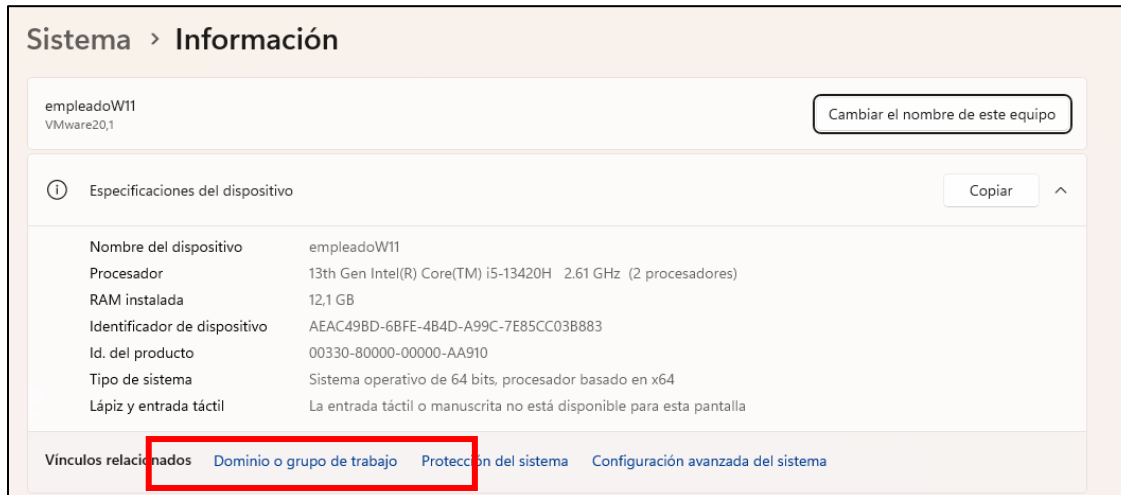 Sistema > Información
empleadoW11
VMware20,1
Cambiar el nombre de este equipo
Especificaciones del dispositivo
Copiar
Nombre del dispositivo empleadoW11
Procesador 13th Gen Intel(R) Core(TM) i5-13420H 2.61 GHz (2 procesadores)
RAM instalada 12,1 GB
Identificador de dispositivo AEAC49BD-6BFE-4B4D-A99C-7E85CC03B883
Id. del producto 00330-80000-00000-AA910
Tipo de sistema Sistema operativo de 64 bits, procesador basado en x64
Lápiz y entrada táctil La entrada táctil o manuscrita no está disponible para esta pantalla
Vínculos relacionados Dominio o grupo de trabajo Protección del sistema Configuración avanzada del sistema